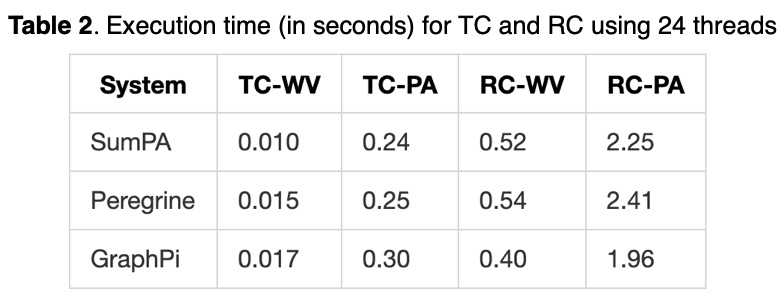 Table 2. Execution time (in seconds) for TC and RC using 24 threads
System TC-WV TC-PA RC-WV RC-PA
SumPA 0.010 0.24 0.52 2.25
Peregrine 0.015 0.25 0.54 2.41
GraphPi 0.017 0.30 0.40 1.96